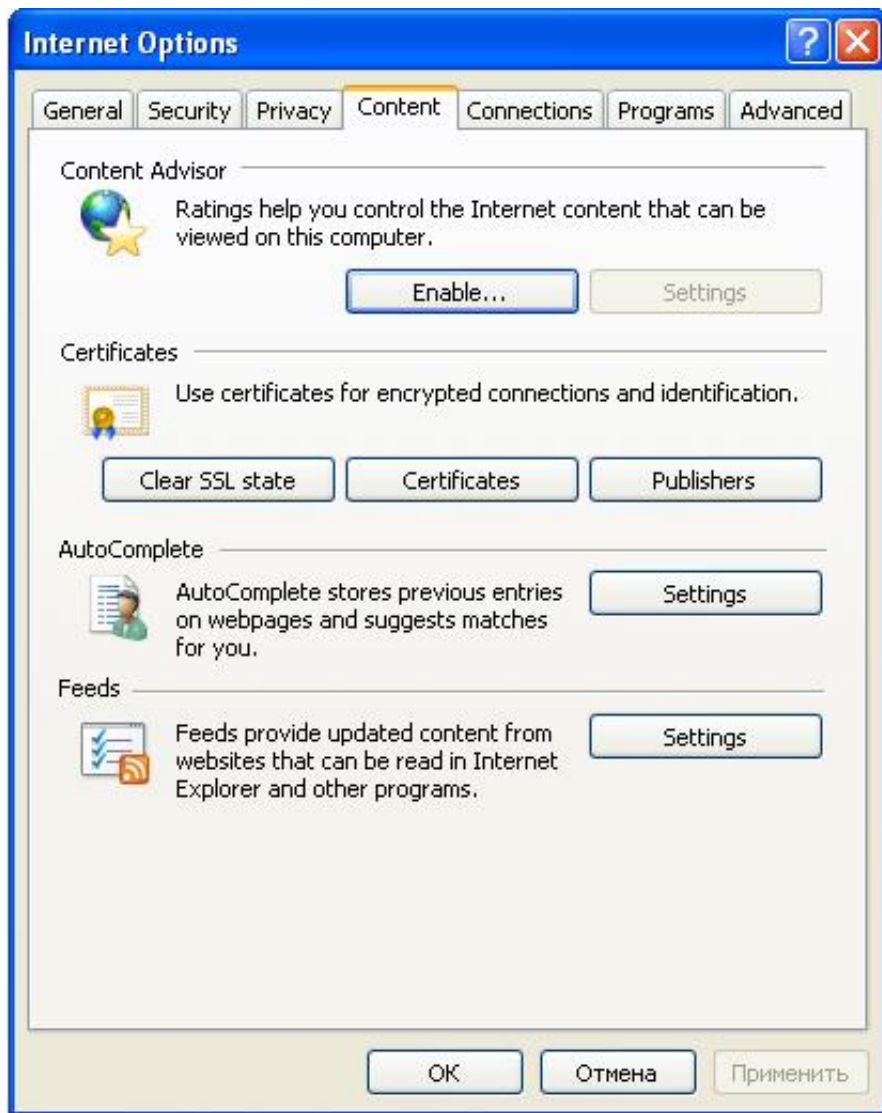 Internet Options
General Security Privacy Content Connections Programs Advanced
Content Advisor
Ratings help you control the Internet content that can be
viewed on this computer.
Enable... Settings
Certificates
Use certificates for encrypted connections and identification.
Clear SSL state Certificates Publishers
AutoComplete
AutoComplete stores previous entries
on webpages and suggests matches
for you.
Settings
Feeds
Feeds provide updated content from
websites that can be read in Internet
Explorer and other programs.
Settings
OK Отмена Применить